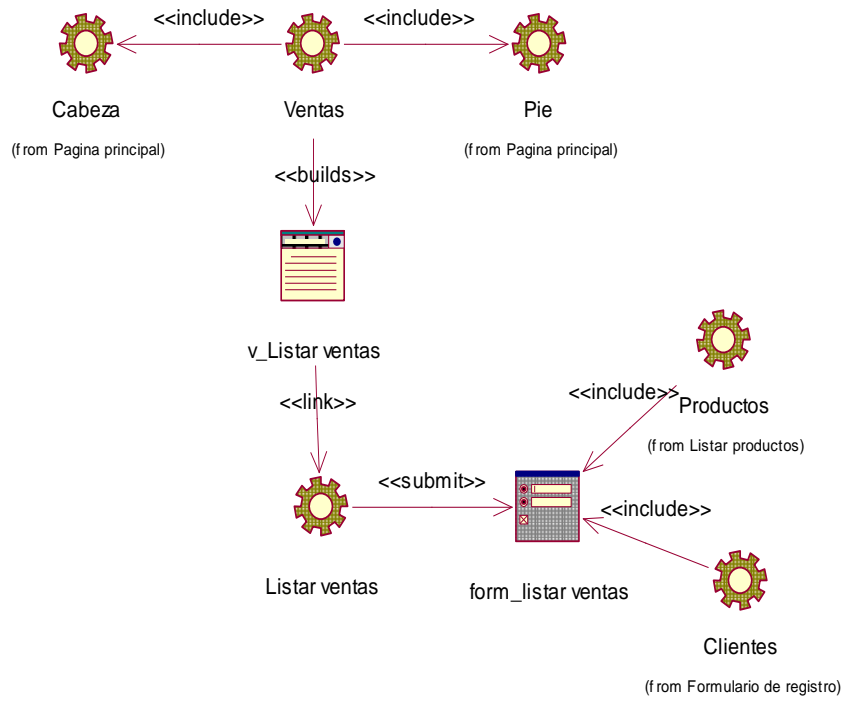 <<include>>
<<include>>
Cabeza
(from Pagina principal)
Ventas
Pie
(from Pagina principal)
<<builds>>
v_Listar ventas
<<link>>
<<include>>
Productos
(from Listar productos)
<<submit>>
<<include>>
Listar ventas
form_listar ventas
Clientes
(from Formulario de registro)